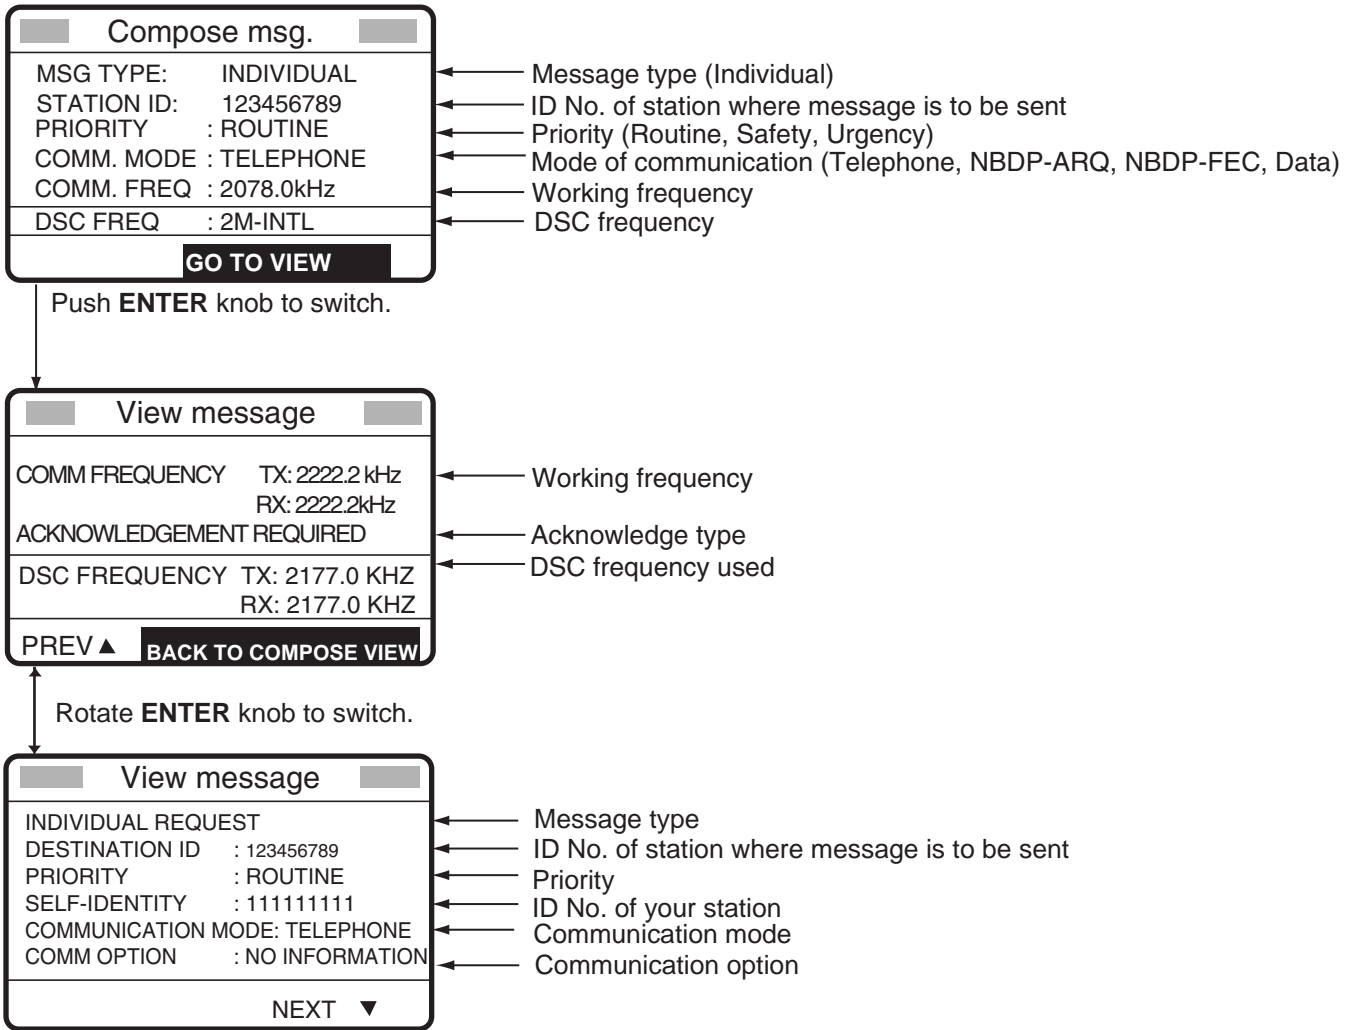 Compose msg.
MSG TYPE: INDIVIDUAL
Message type (Individual)
STATION ID: 123456789
ID No. of station where message is to be sent
PRIORITY : ROUTINE
Priority (Routine, Safety, Urgency)
COMM. MODE : TELEPHONE
Mode of communication (Telephone, NBDP-ARQ, NBDP-FEC, Data)
COMM. FREQ : 2078.0kHz
Working frequency
DSC FREQ : 2M-INTL
DSC frequency
GO TO VIEW
Push ENTER knob to switch.
View message
COMM FREQUENCY TX: 2222.2 kHz
Working frequency
RX: 2222.2kHz
ACKNOWLEDGEMENT REQUIRED
Acknowledge type
DSC FREQUENCY TX: 2177.0 KHZ
DSC frequency used
RX: 2177.0 KHZ
PREV▲ BACK TO COMPOSE VIEW
Rotate ENTER knob to switch.
View message
INDIVIDUAL REQUEST
Message type
DESTINATION ID : 123456789
ID No. of station where message is to be sent
PRIORITY : ROUTINE
Priority
SELF-IDENTITY : 111111111
ID No. of your station
COMMUNICATION MODE: TELEPHONE
Communication mode
COMM OPTION : NO INFORMATION
Communication option
NEXT ▼